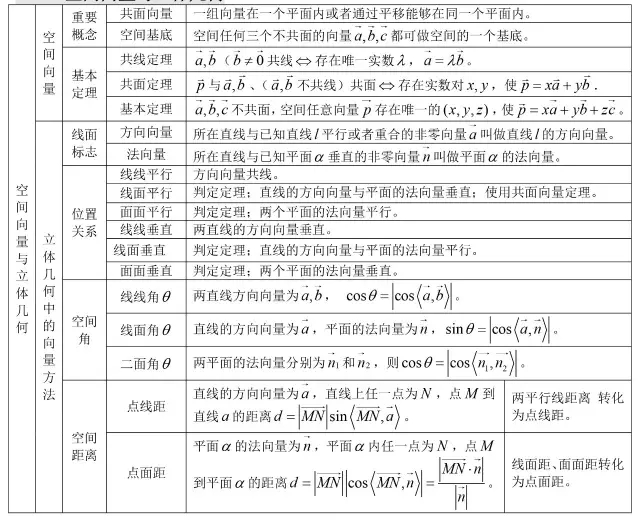 空间向量与立体几何
空间向量
重要概念
共面向量
一组向量在一个平面内或者通过平移能够在同一个平面内。
空间基底
空间任何三个不共面的向量a⃗,b⃗,c⃗都可做空间的一个基底。
基本定理
共线定理
a⃗,b⃗（b⃗≠0⃗共线⇔存在唯一实数λ，a⃗=λb⃗。
共面定理
p⃗与a⃗,b⃗、（a⃗,b⃗不共线）共面⇔存在实数对x,y，使p⃗=xa⃗+yb⃗．
基本定理
a⃗,b⃗,c⃗不共面，空间任意向量p⃗存在唯一的(x,y,z)，使p⃗=xa⃗+yb⃗+zc⃗。
立体几何中的向量方法
线面标志
方向向量
所在直线与已知直线l平行或者重合的非零向量a⃗叫做直线l的方向向量。
法向量
所在直线与已知平面α垂直的非零向量n⃗叫做平面α的法向量。
位置关系
线线平行
方向向量共线。
线面平行
判定定理；直线的方向向量与平面的法向量垂直；使用共面向量定理。
面面平行
判定定理；两个平面的法向量平行。
线线垂直
两直线的方向向量垂直。
线面垂直
判定定理；直线的方向向量与平面的法向量平行。
面面垂直
判定定理；两个平面的法向量垂直。
空间角
线线角θ
两直线方向向量为a⃗,b⃗， cosθ=|cos⟨a⃗,b⃗⟩|。
线面角θ
直线的方向向量为a⃗，平面的法向量为n⃗，sinθ=|cos⟨a⃗,n⃗⟩|。
二面角θ
两平面的法向量分别为n⃗₁和n⃗₂，则cosθ=|cos⟨n⃗₁,n⃗₂⟩|。
空间距离
点线距
直线的方向向量为a⃗，直线上任一点为N，点M到
直线a的距离d=|MN⃗|sin⟨MN⃗,a⃗⟩。
两平行线距离 转化
为点线距。
点面距
平面α的法向量为n⃗，平面α内任一点为N，点M
到平面α的距离d=|MN⃗||cos⟨MN⃗,n⃗⟩|=|MN⃗·n⃗|/|n⃗|。
线面距、面面距转化
为点面距。